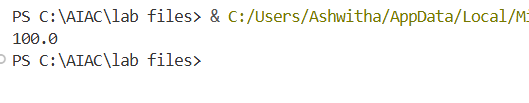 PS C:\AIAC\lab files> & C:/Users/Ashwitha/AppData/Local/Mi
100.0
PS C:\AIAC\lab files>